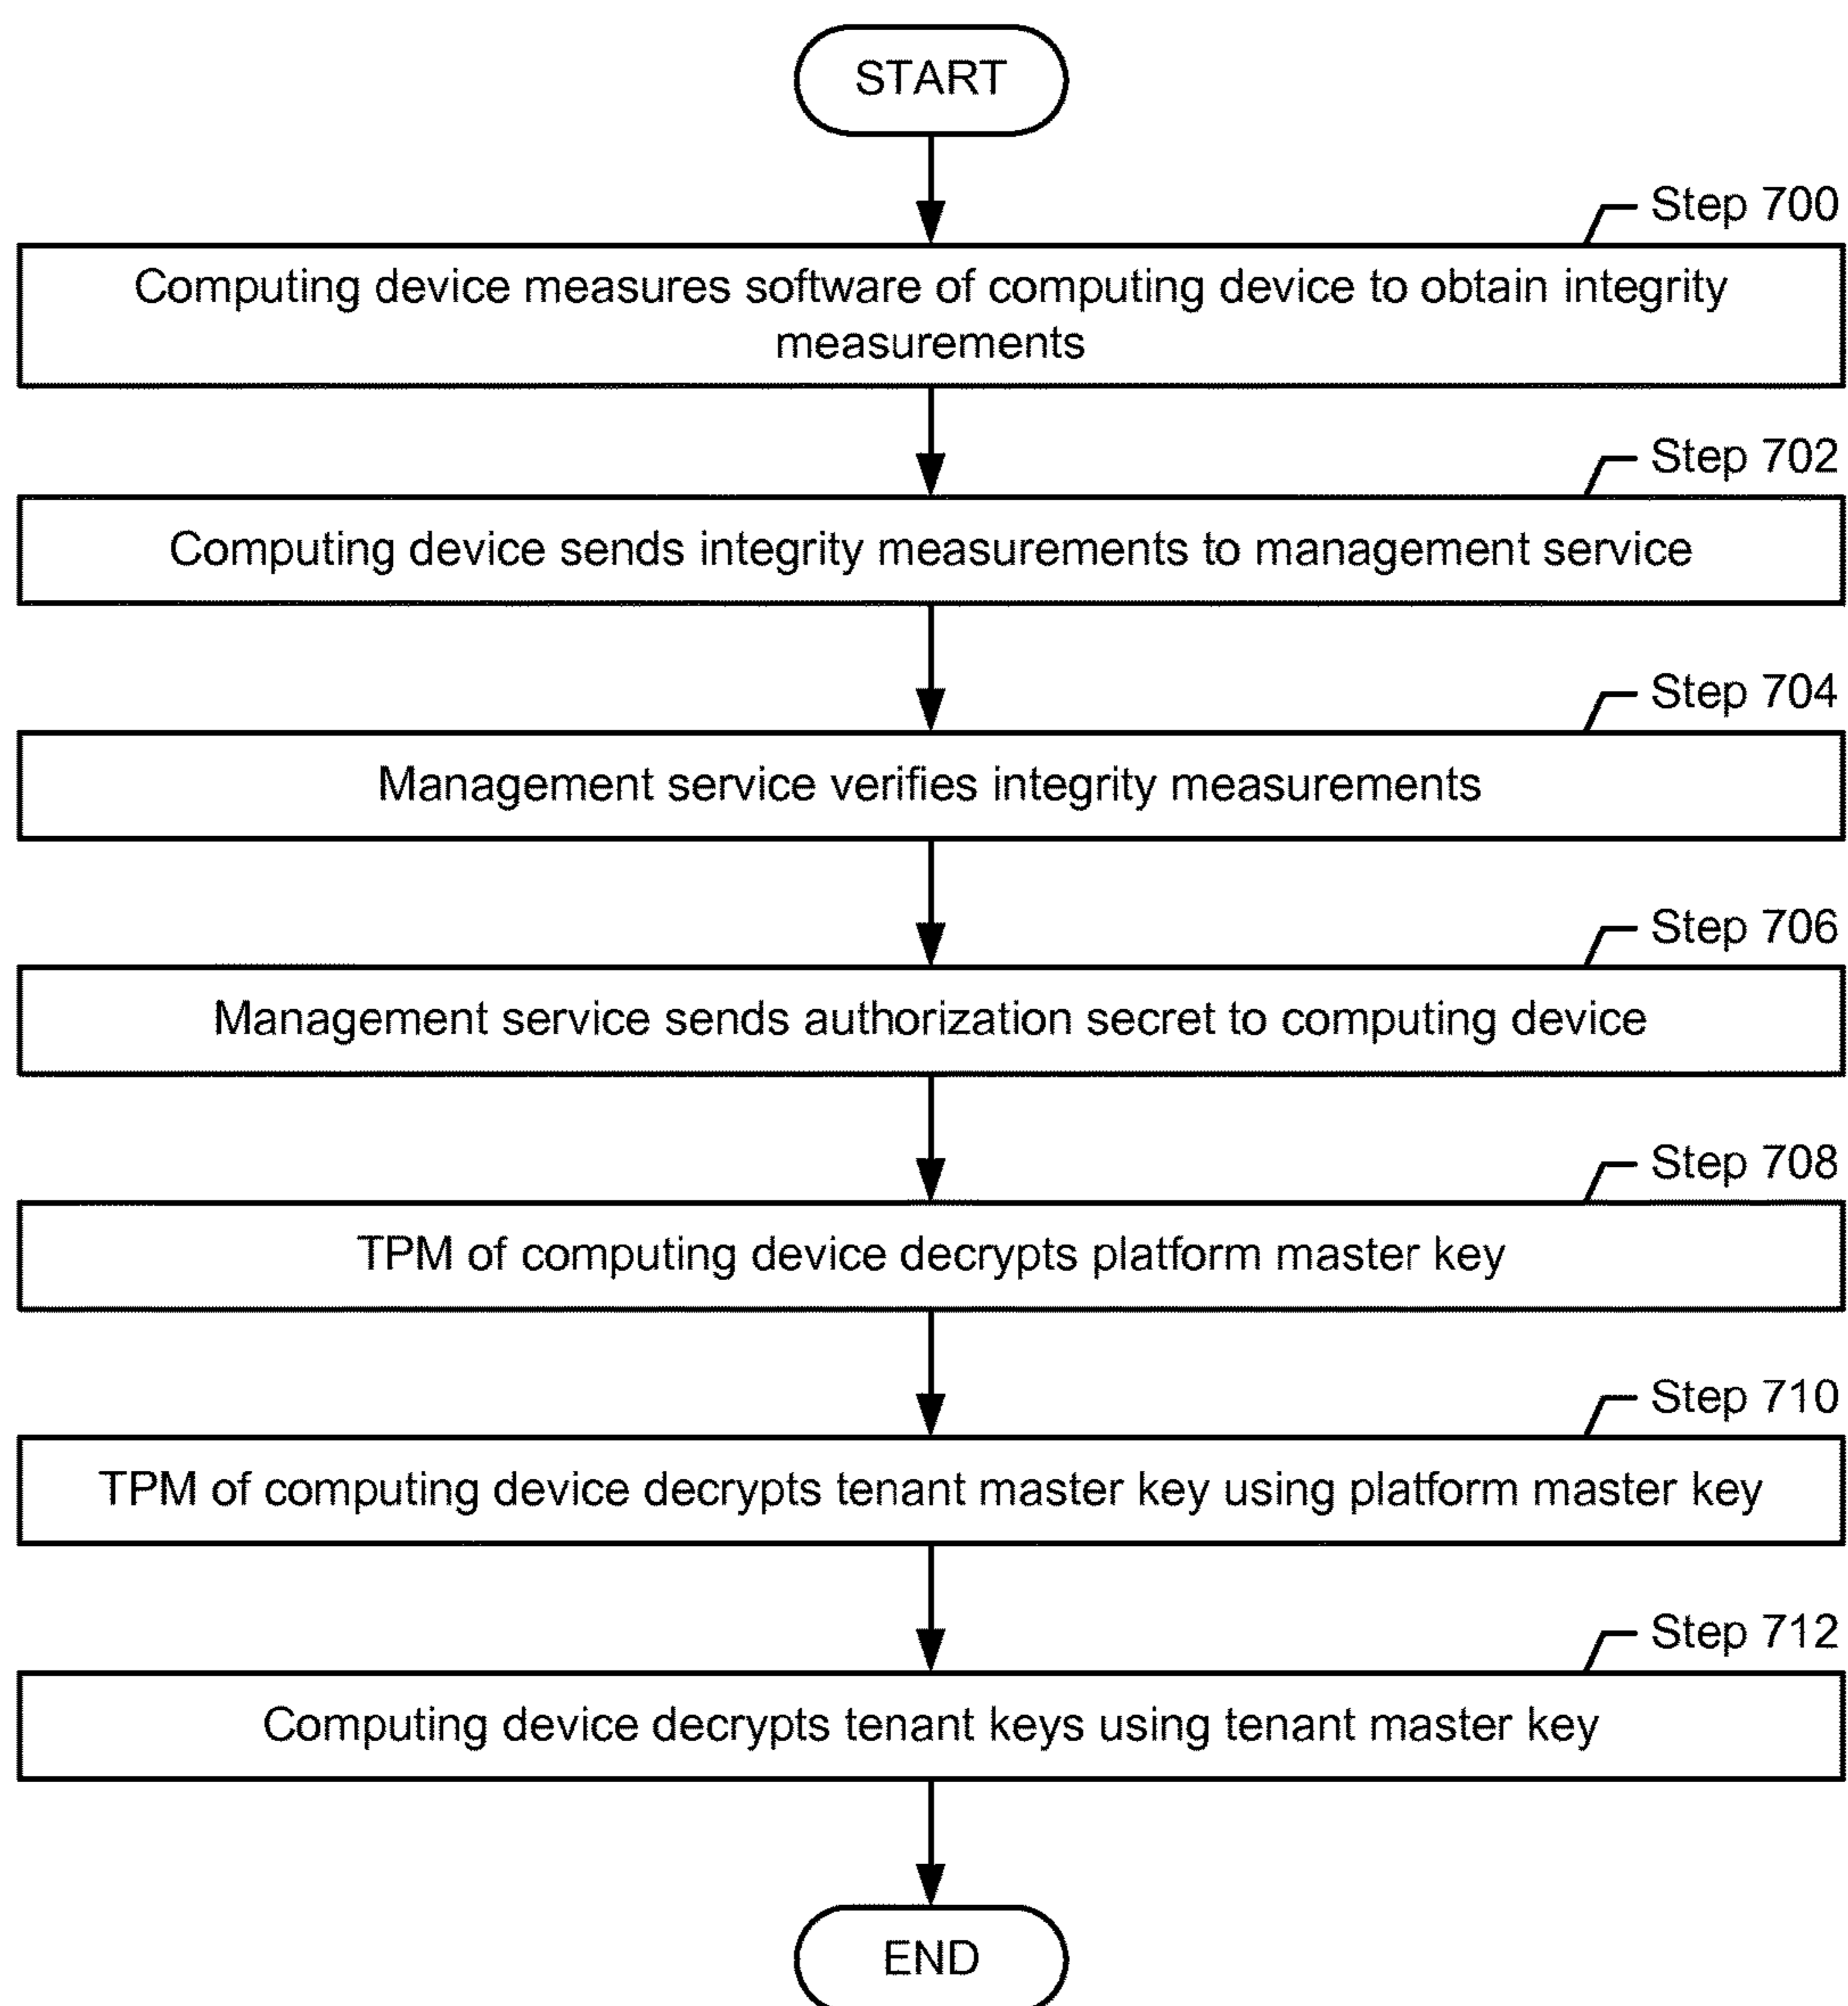 START
Step 700
Computing device measures software of computing device to obtain integrity
measurements
Step 702
Computing device sends integrity measurements to management service
Step 704
Management service verifies integrity measurements
Step 706
Management service sends authorization secret to computing device
Step 708
TPM of computing device decrypts platform master key
Step 710
TPM of computing device decrypts tenant master key using platform master key
Step 712
Computing device decrypts tenant keys using tenant master key
END